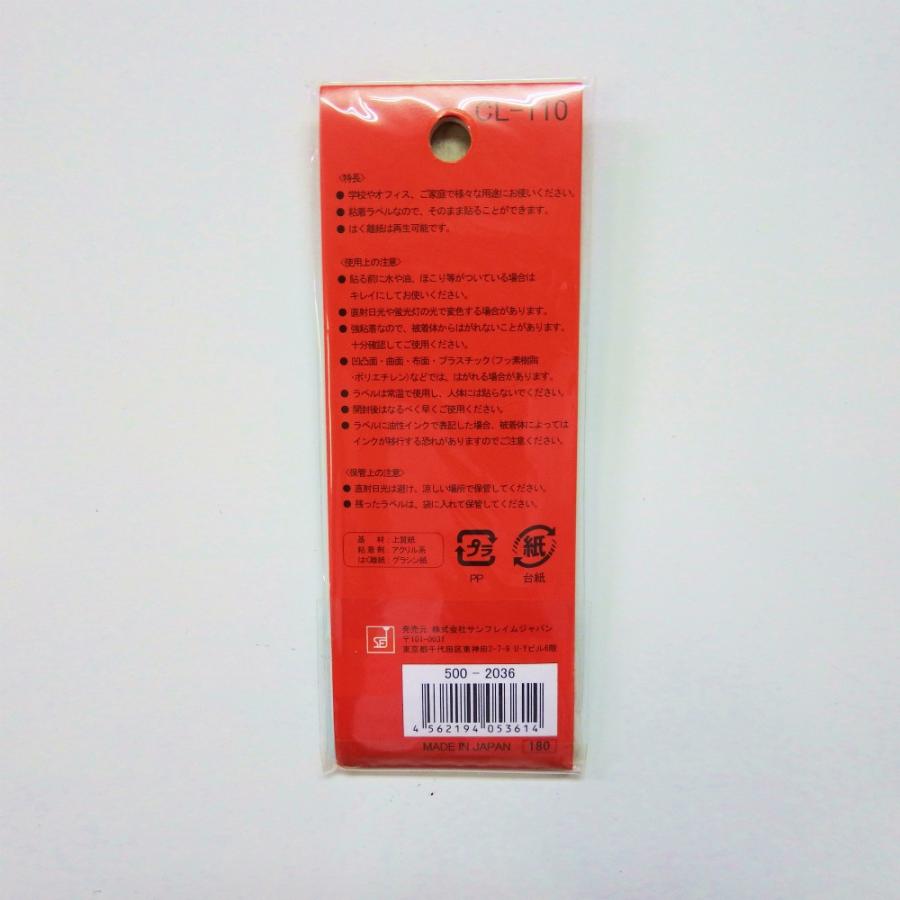 CL-110
〈特長〉
● 学校やオフィス、ご家庭で様々な用途にお使いください。
● 粘着ラベルなので、そのまま貼ることができます。
● はく離紙は再生可能です。
〈使用上の注意〉
● 貼る前に水や油、ほこり等がついている場合は
キレイにしてお使いください。
● 直射日光や蛍光灯の光で変色する場合があります。
● 強粘着なので、被着体からはがれないことがあります。
十分確認してご使用ください。
● 凹凸面・曲面・布面・プラスチック(フッ素樹脂
・ポリエチレン)などでは、はがれる場合があります。
● ラベルは常温で使用し、人体には貼らないでください。
● 開封後はなるべく早くご使用ください。
● ラベルに油性インクで表記した場合、被着体によっては
インクが移行する恐れがありますのでご注意ください。
〈保管上の注意〉
● 直射日光は避け、涼しい場所で保管してください。
● 残ったラベルは、袋に入れて保管してください。
基材:上質紙
粘着剤:アクリル系
はく離紙:グラシン紙
プラ 紙
PP 台紙
発売元 株式会社サンフレイムジャパン
〒101-0031
東京都千代田区東神田2-7-9 U-Yビル6階
500 - 2036
4 562194 053614
MADE IN JAPAN 180